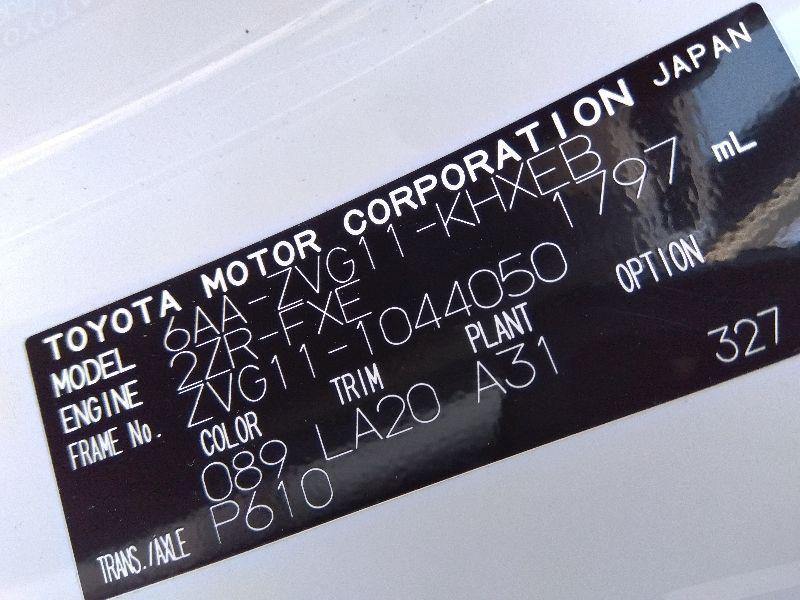 TOYOTA MOTOR CORPORATION JAPAN
MODEL 6AA-ZVG11-KHXEB
ENGINE 2ZR-FXE 1797 mL
FRAME No. ZVG11-1044050
COLOR TRIM PLANT OPTION
089 LA20 A31 327
TRANS./AXLE P610